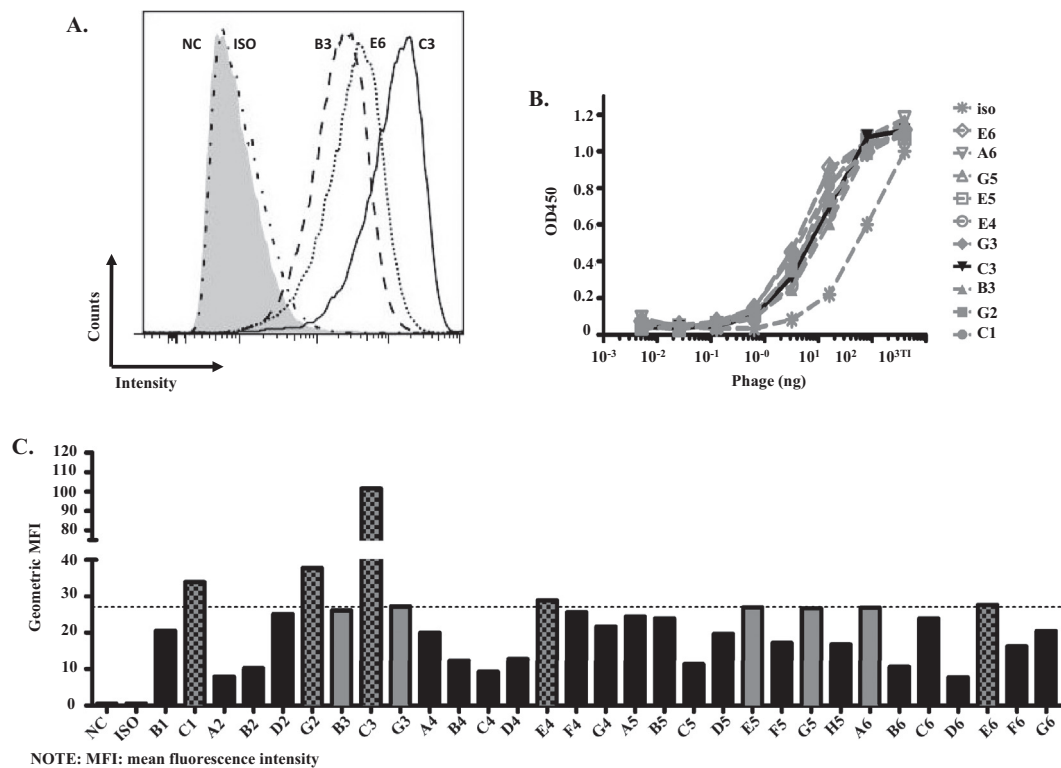 A.
NC ISO B3 E6 C3
Counts
Intensity
B.
OD450
1.2
1.0
0.8
0.6
0.4
0.2
0
10-3 10-2 10-1 10-0 101 102 103TI
Phage (ng)
iso
E6
A6
G5
E5
E4
G3
C3
B3
G2
C1
C.
Geometric MFI
120
110
100
90
80
40
30
20
10
0
NC ISO B1 C1 A2 B2 D2 G2 B3 C3 G3 A4 B4 C4 D4 E4 F4 G4 A5 B5 C5 D5 E5 F5 G5 H5 A6 B6 C6 D6 E6 F6 G6
NOTE: MFI: mean fluorescence intensity